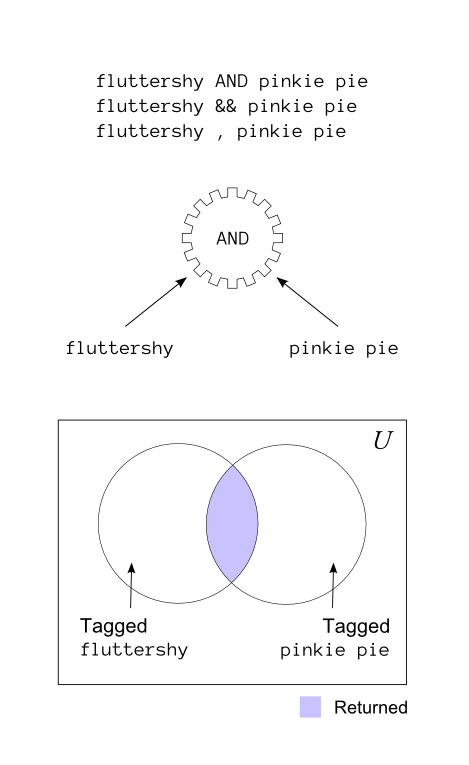 fluttershy AND pinkie pie
fluttershy && pinkie pie
fluttershy , pinkie pie
AND
fluttershy
pinkie pie
U
Tagged
fluttershy
Tagged
pinkie pie
Returned